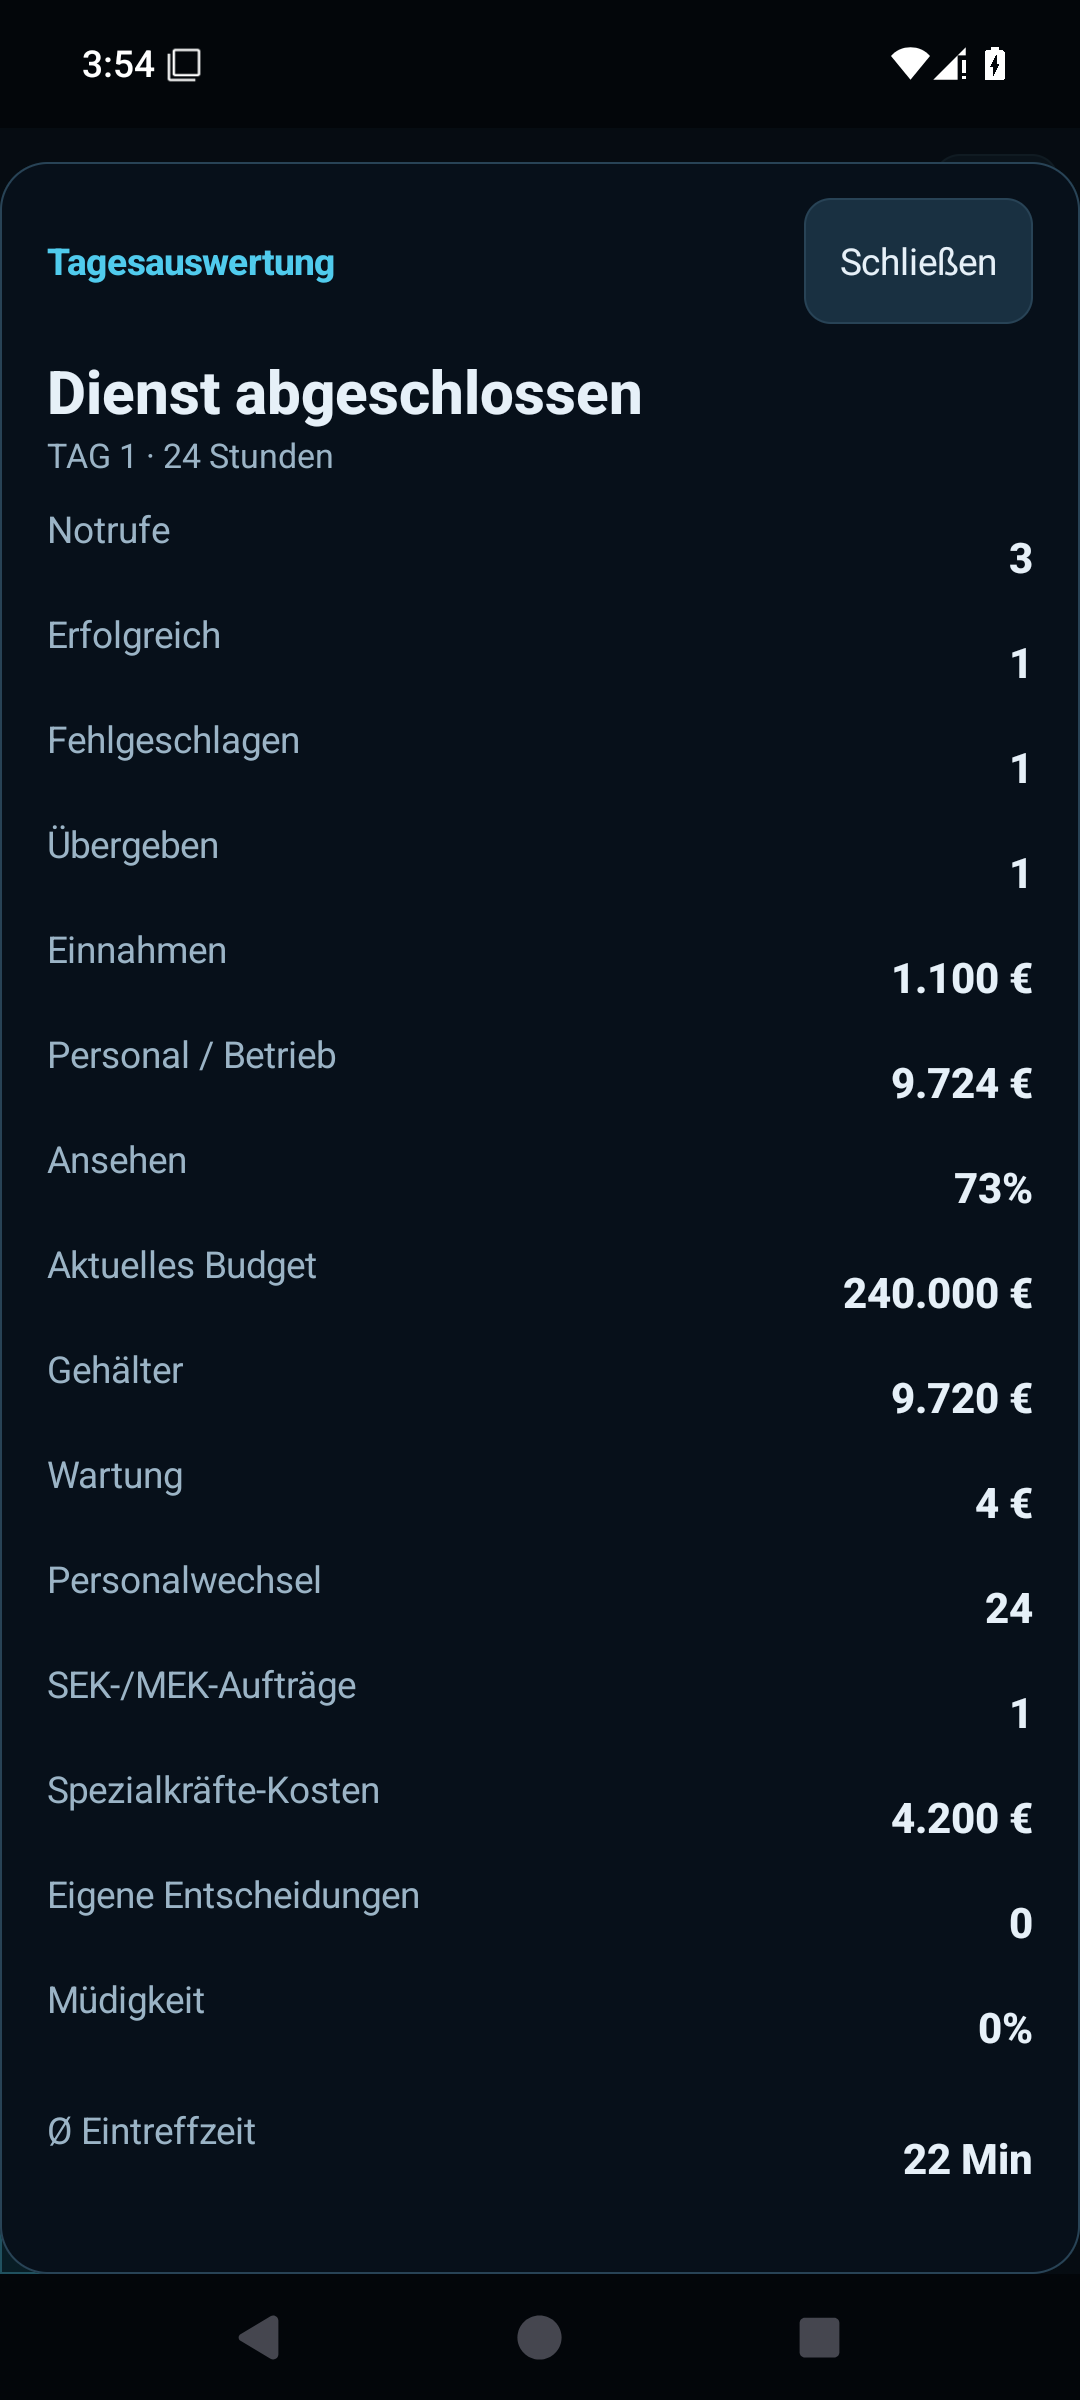 3:54
Tagesauswertung
Schließen
Dienst abgeschlossen
TAG 1 · 24 Stunden
Notrufe
3
Erfolgreich
1
Fehlgeschlagen
1
Übergeben
1
Einnahmen
1.100 €
Personal / Betrieb
9.724 €
Ansehen
73%
Aktuelles Budget
240.000 €
Gehälter
9.720 €
Wartung
4 €
Personalwechsel
24
SEK-/MEK-Aufträge
1
Spezialkräfte-Kosten
4.200 €
Eigene Entscheidungen
0
Müdigkeit
0%
Ø Eintreffzeit
22 Min